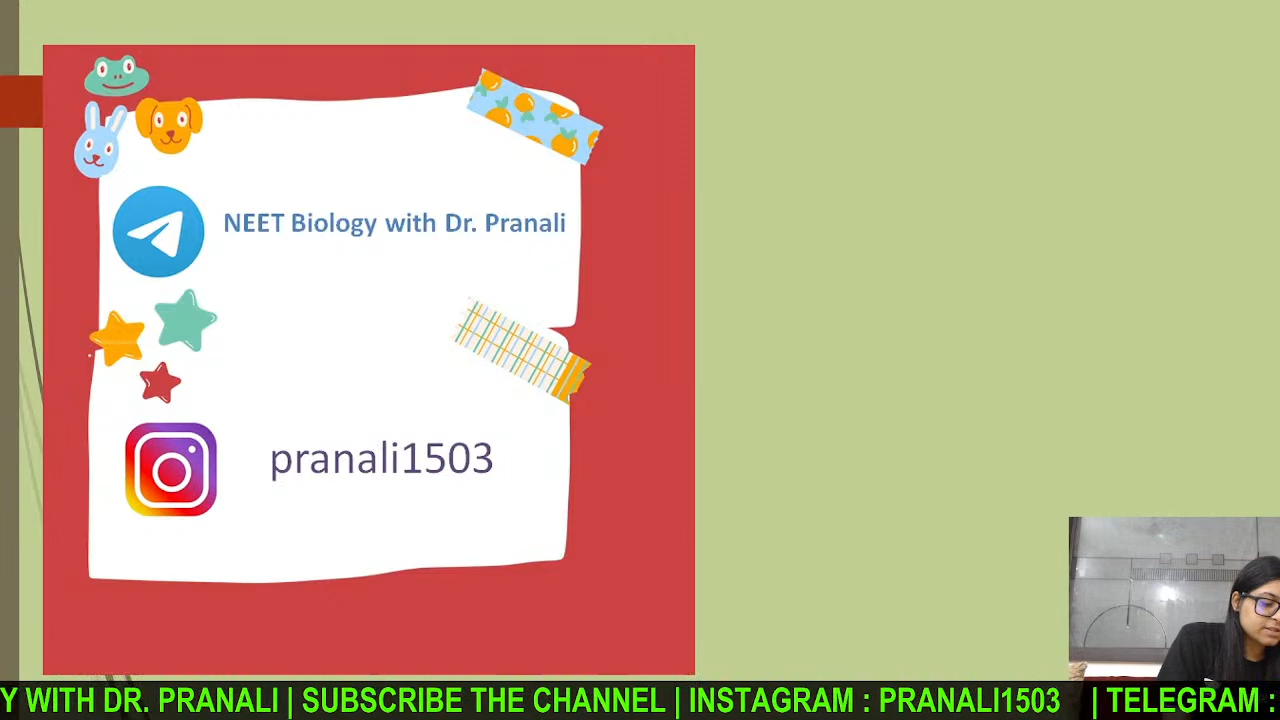 NEET Biology with Dr. Pranali
pranali1503
Y WITH DR. PRANALI | SUBSCRIBE THE CHANNEL | INSTAGRAM : PRANALI1503 | TELEGRAM :